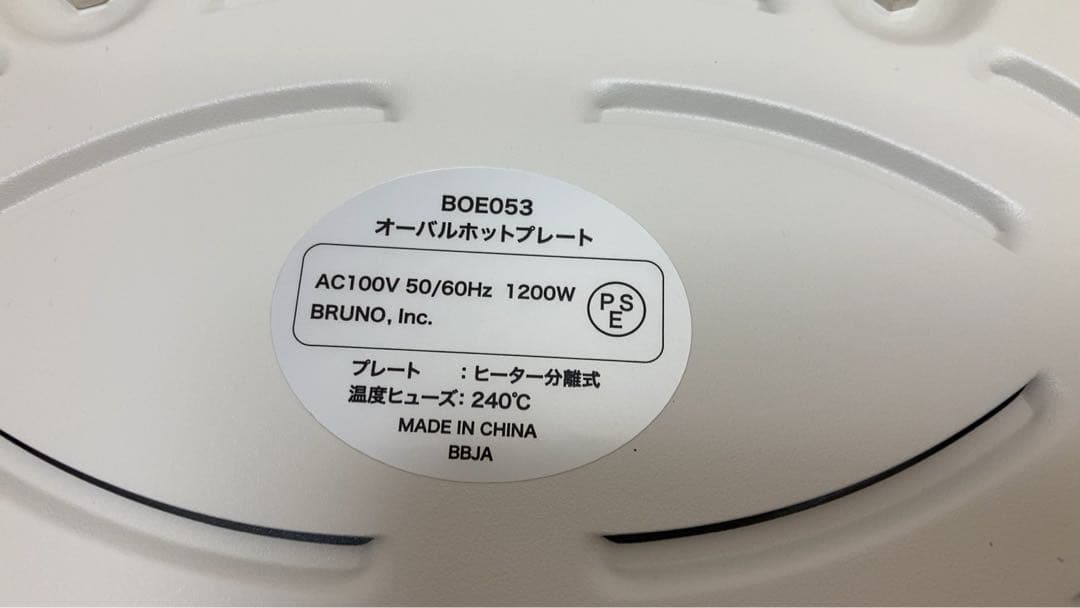 BOE053
オーバルホットプレート
AC100V 50/60Hz 1200W
BRUNO, Inc.
PSE
プレート :ヒーター分離式
温度ヒューズ:240℃
MADE IN CHINA
BBJA